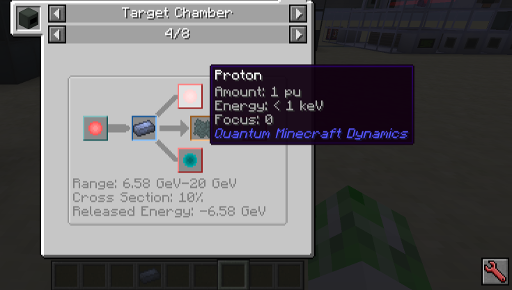 Target Chamber
4/8
Proton
Amount: 1 pu
Energy: < 1 keV
Focus: 0
Quantum Minecraft Dynamics
Range: 6.58 GeV-20 GeV
Cross Section: 10%
Released Energy: -6.58 GeV